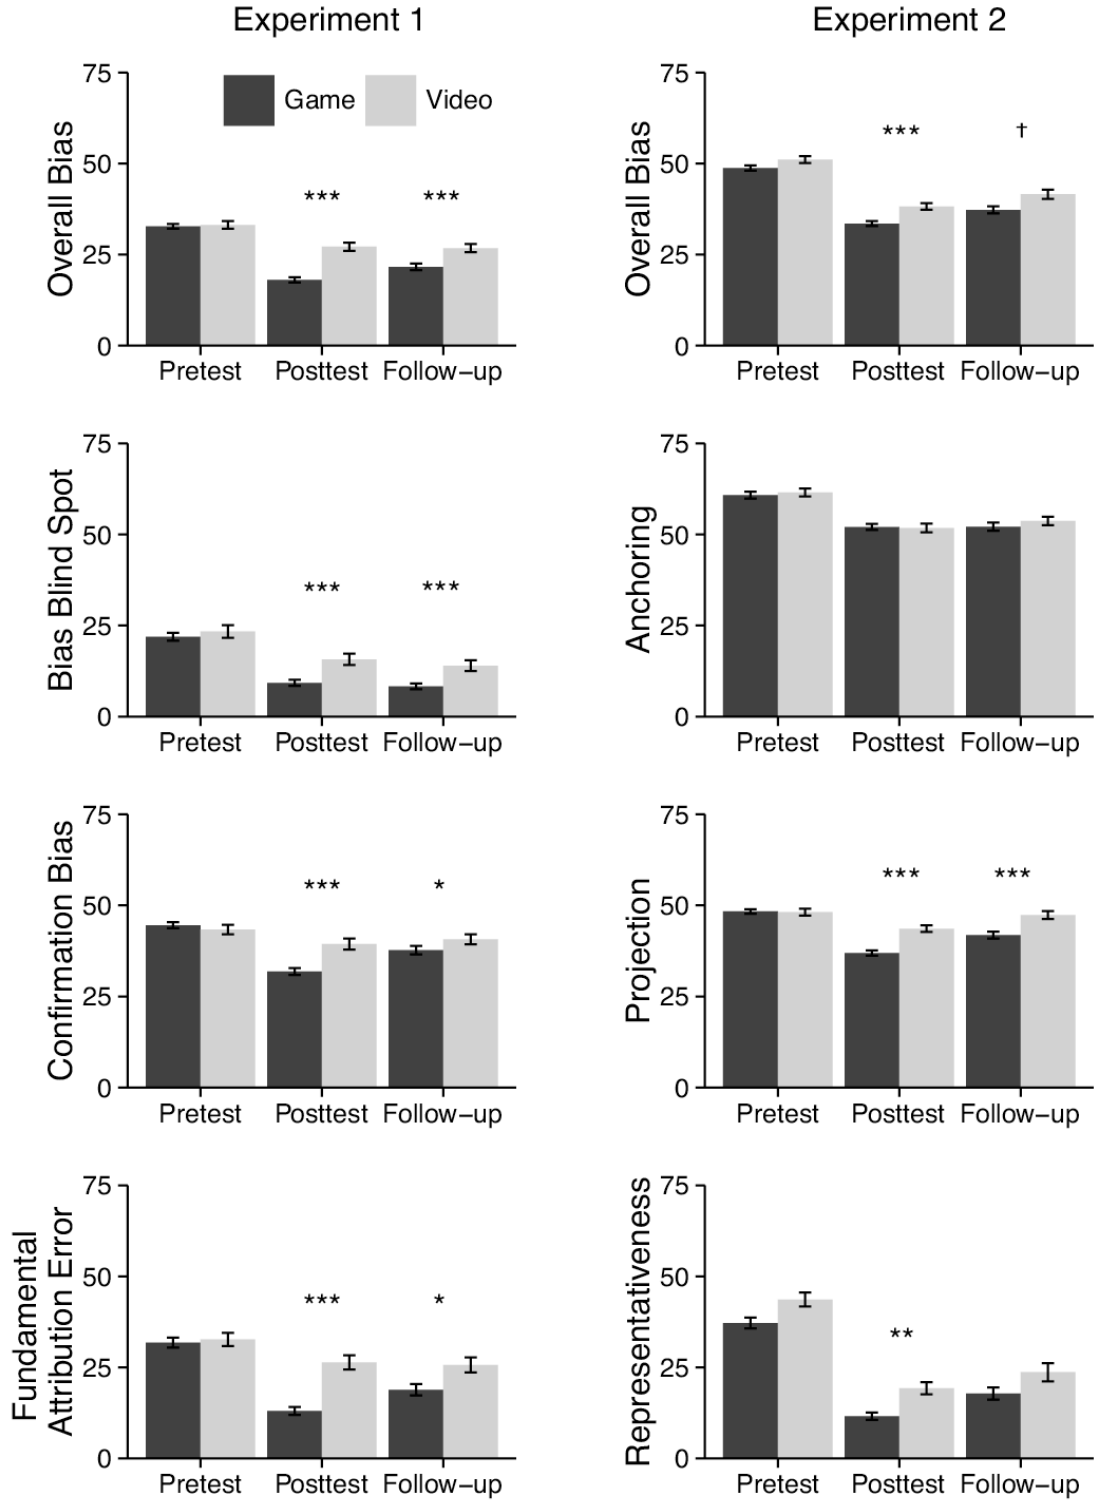 Experiment 1
Experiment 2
Overall Bias
75
50
25
0
Game
Video
***
***
Pretest
Posttest
Follow–up
Overall Bias
75
50
25
0
***
†
Pretest
Posttest
Follow–up
Bias Blind Spot
75
50
25
0
***
***
Pretest
Posttest
Follow–up
Anchoring
75
50
25
0
Pretest
Posttest
Follow–up
Confirmation Bias
75
50
25
0
***
*
Pretest
Posttest
Follow–up
Projection
75
50
25
0
***
***
Pretest
Posttest
Follow–up
Fundamental
Attribution Error
75
50
25
0
***
*
Pretest
Posttest
Follow–up
Representativeness
75
50
25
0
**
Pretest
Posttest
Follow–up